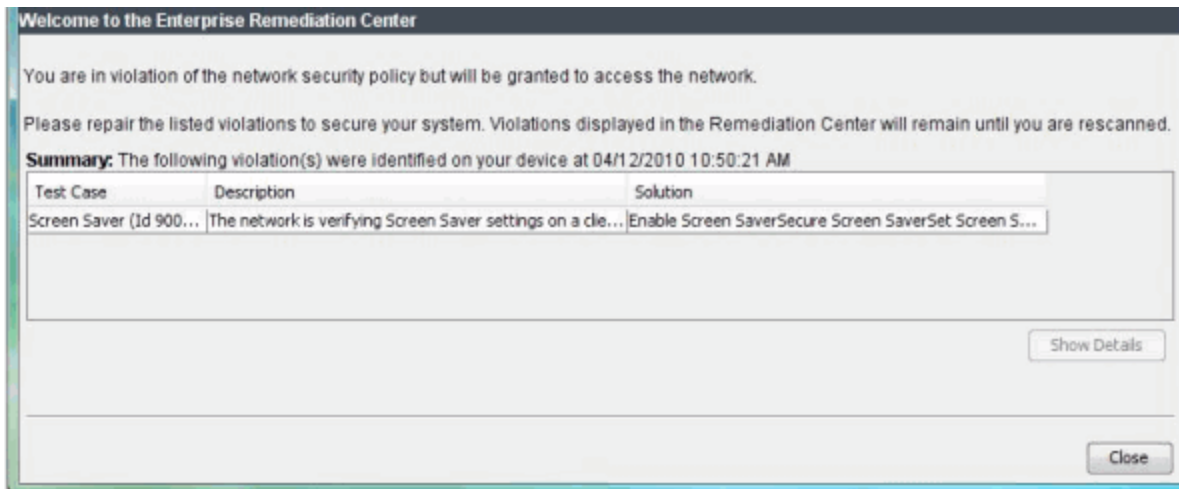 Welcome to the Enterprise Remediation Center
You are in violation of the network security policy but will be granted to access the network.
Please repair the listed violations to secure your system. Violations displayed in the Remediation Center will remain until you are rescanned.
Summary: The following violation(s) were identified on your device at 04/12/2010 10:50:21 AM
Test Case Description Solution
Screen Saver (Id 900... The network is verifying Screen Saver settings on a clie... Enable Screen SaverSecure Screen SaverSet Screen S...
Show Details
Close